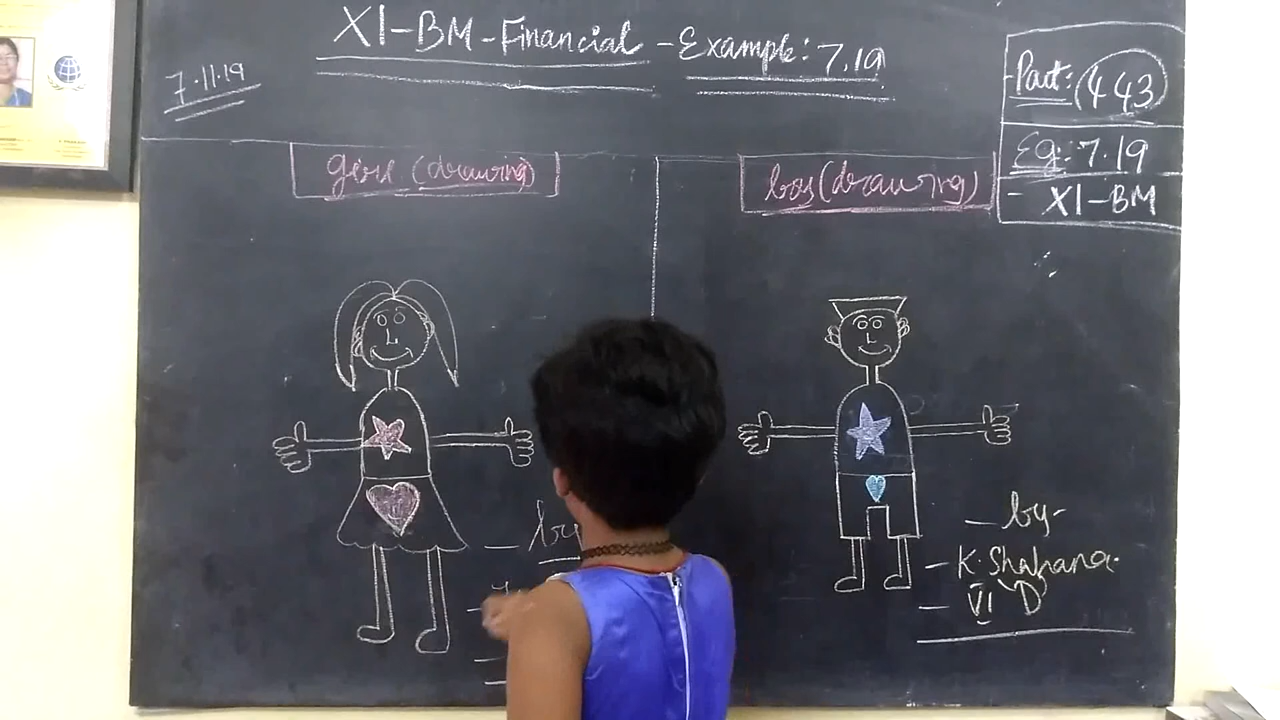 XI-BM-Financial - Example: 7.19
7.11.19
Part: 443
Eg:- 7.19
- XI-BM
girl (drawing)
boy (drawing)
- by
- by-
- K. Shahana.
- VI 'D'